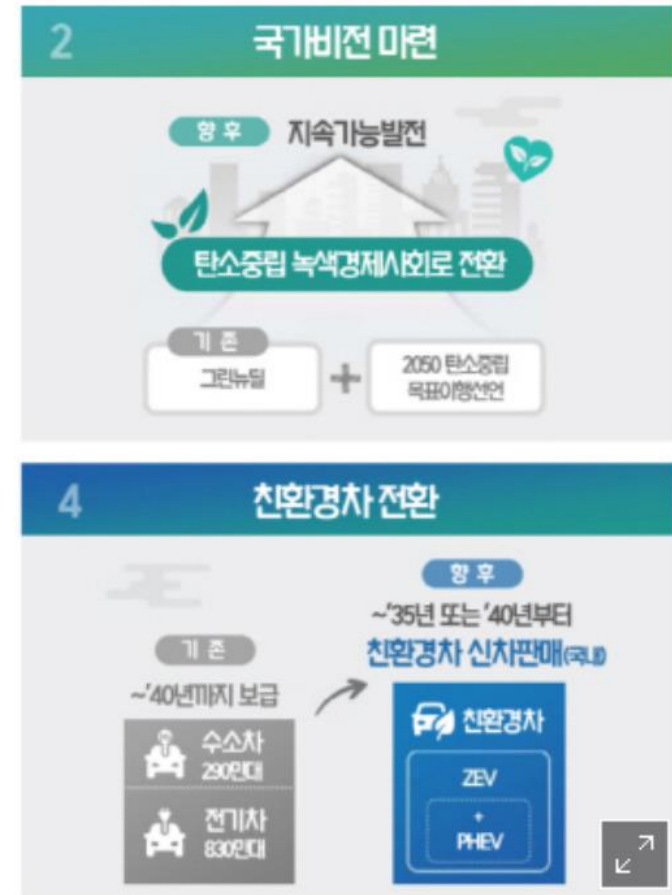 2 국가비전 마련
향후 지속가능발전
탄소중립 녹색경제사회로 전환
기존
그린뉴딜
+
2050 탄소중립
목표이행선언
4 친환경차 전환
향후
~'35년 또는 '40년부터
친환경차 신차판매(국내)
기존
~'40년까지 보급
수소차
290만대
전기차
830만대
친환경차
ZEV
+
PHEV